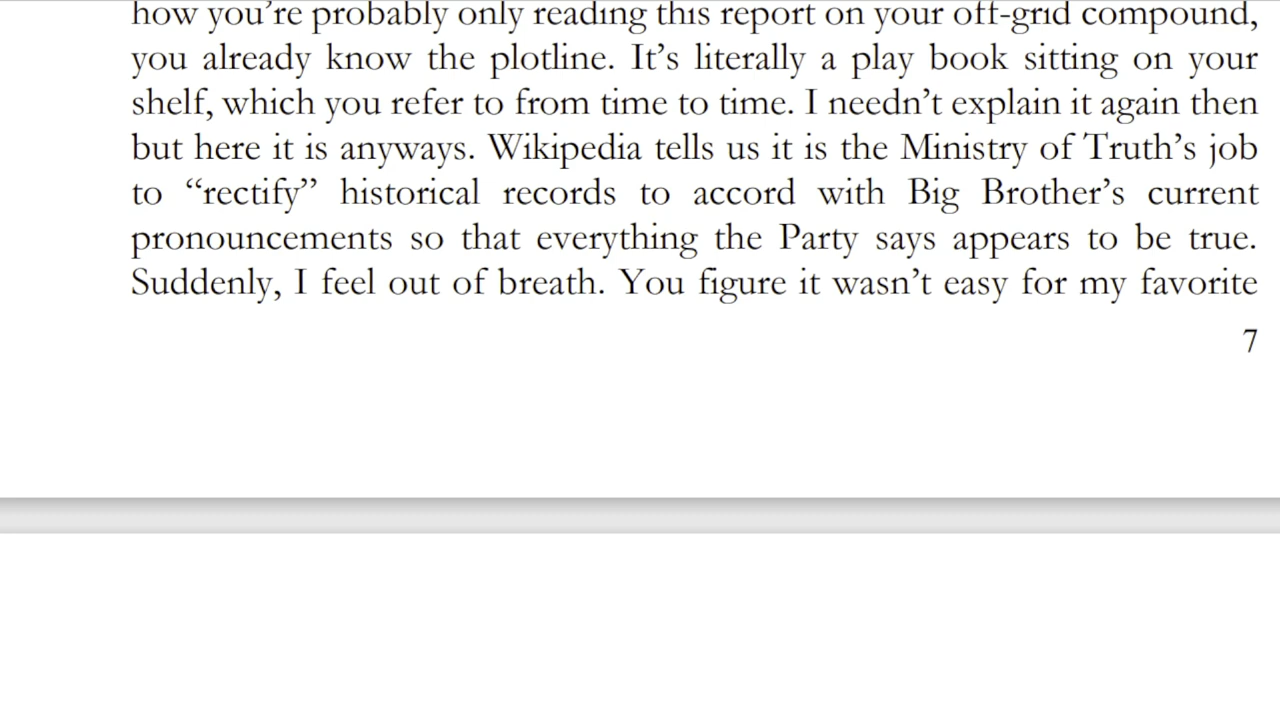 how you’re probably only reading this report on your off-grid compound,
you already know the plotline. It’s literally a play book sitting on your
shelf, which you refer to from time to time. I needn’t explain it again then
but here it is anyways. Wikipedia tells us it is the Ministry of Truth’s job
to “rectify” historical records to accord with Big Brother’s current
pronouncements so that everything the Party says appears to be true.
Suddenly, I feel out of breath. You figure it wasn’t easy for my favorite
7